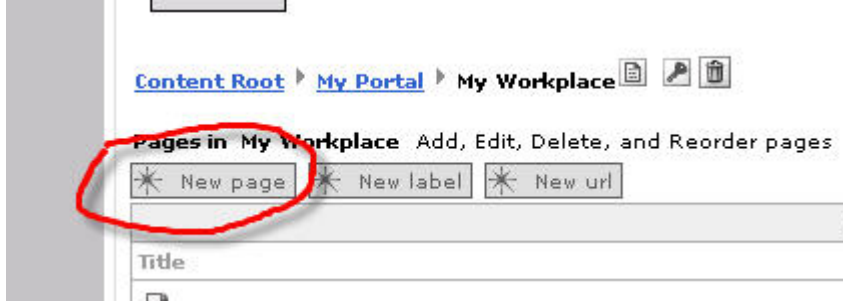 Content Root My Portal My Workplace
Pages in My Workplace Add, Edit, Delete, and Reorder pages
New page New label New url
Title